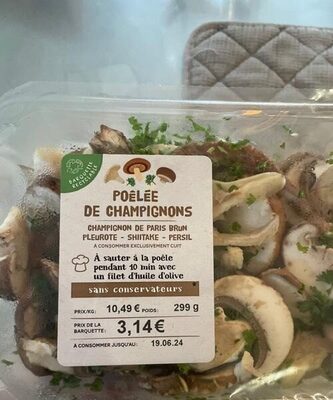 BARQUETTE
RECYCLABLE
POÊLÉE
DE CHAMPIGNONS
CHAMPIGNON DE PARIS BRUN
PLEUROTE - SHIITAKE - PERSIL
A CONSOMMER EXCLUSIVEMENT CUIT
À sauter à la poêle
pendant 10 min avec
un filet d'huile d'olive
sans conservateurs
PRIX/KG: 10,49 € POIDS: 299 g
PRIX DE LA
BARQUETTE: 3,14€
A CONSOMMER JUSQU'AU: 19.06.24